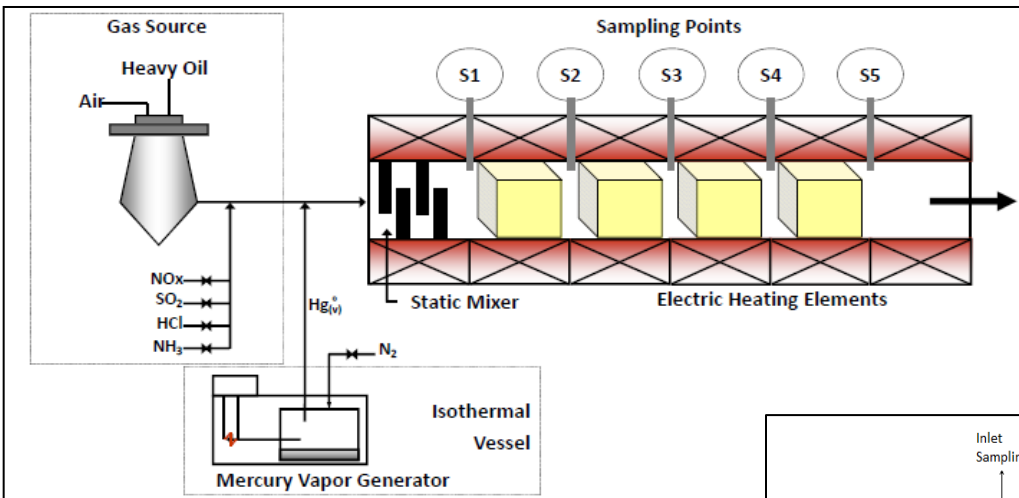 Gas Source
Heavy Oil
Air
NOx
SO₂
HCl
NH₃
Sampling Points
S1 S2 S3 S4 S5
Static Mixer
Electric Heating Elements
Hg°(v)
N₂
Isothermal
Vessel
Mercury Vapor Generator
Inlet